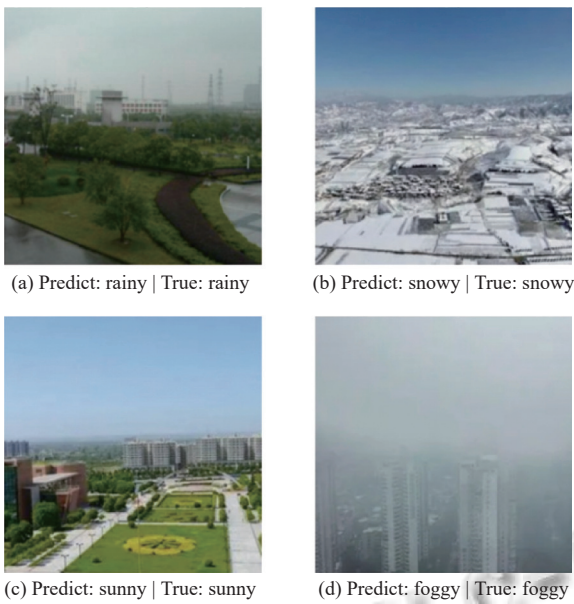 (a) Predict: rainy | True: rainy
(b) Predict: snowy | True: snowy
(c) Predict: sunny | True: sunny
(d) Predict: foggy | True: foggy